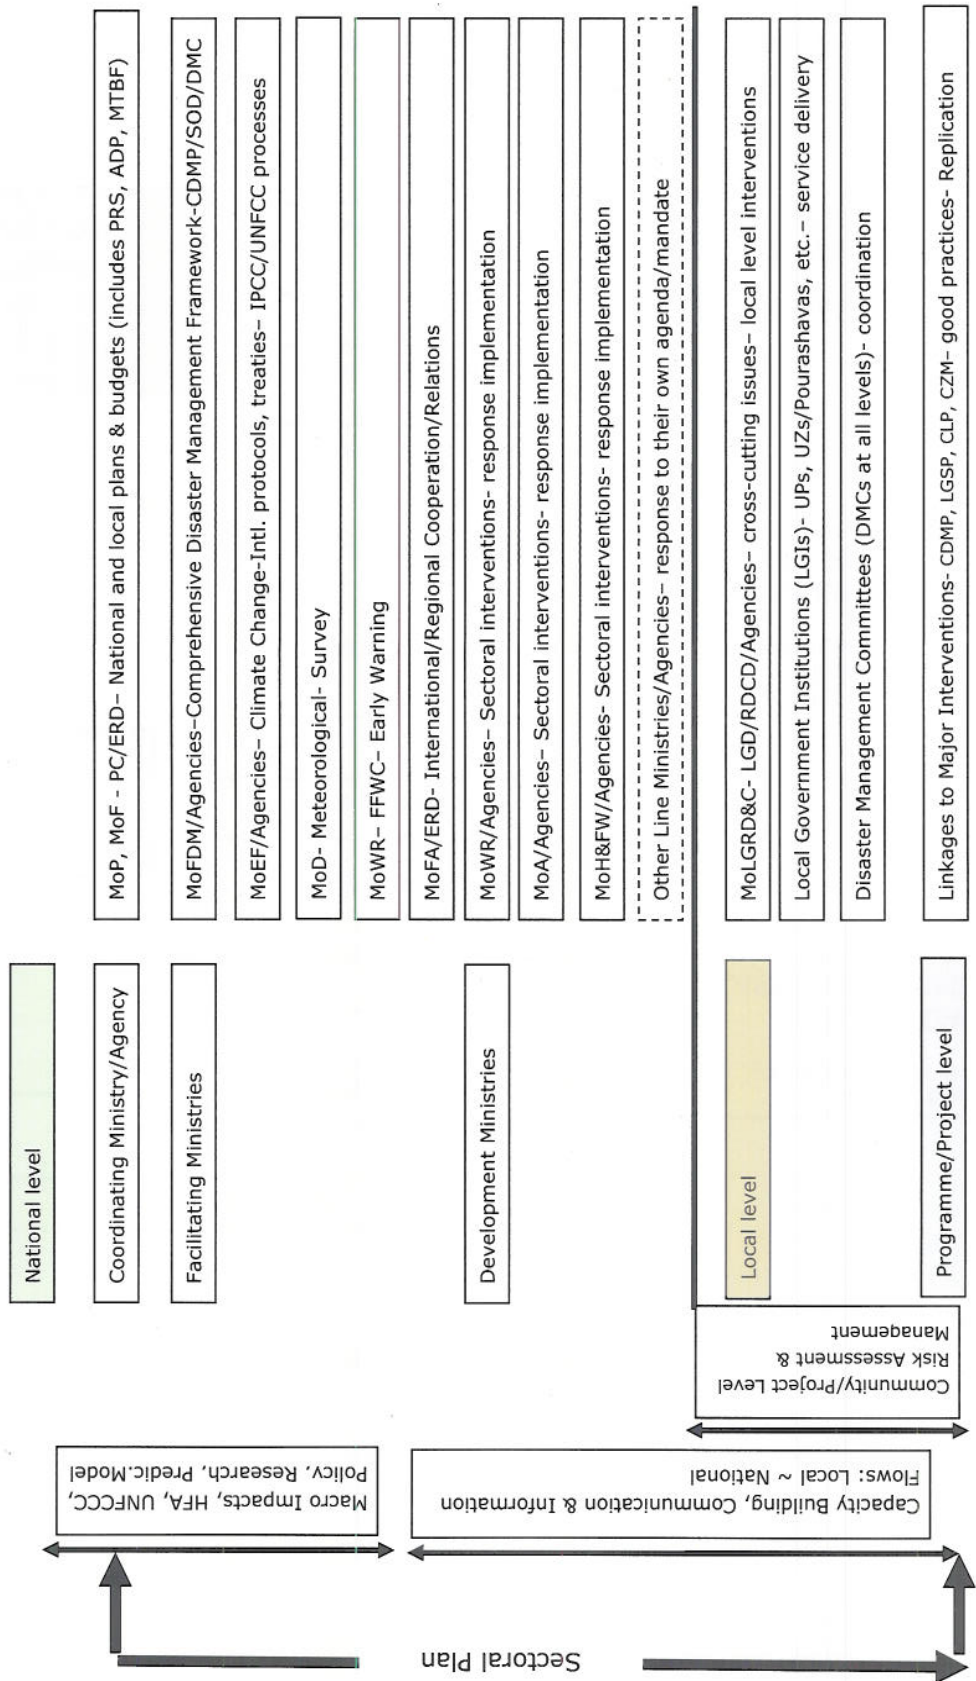 National level
Coordinating Ministry/Agency
MoP, MoF - PC/ERD– National and local plans & budgets (includes PRS, ADP, MTBF)
Facilitating Ministries
MoFDM/Agencies–Comprehensive Disaster Management Framework-CDMP/SOD/DMC
MoEF/Agencies– Climate Change-Intl. protocols, treaties– IPCC/UNFCC processes
MoD- Meteorological- Survey
MoWR– FFWC– Early Warning
MoFA/ERD- International/Regional Cooperation/Relations
Development Ministries
MoWR/Agencies– Sectoral interventions- response implementation
MoA/Agencies– Sectoral interventions- response implementation
MoH&FW/Agencies- Sectoral interventions- response implementation
Other Line Ministries/Agencies– response to their own agenda/mandate
Local level
MoLGRD&C- LGD/RDCD/Agencies– cross-cutting issues– local level interventions
Local Government Institutions (LGIs)- UPs, UZs/Pourashavas, etc.– service delivery
Disaster Management Committees (DMCs at all levels)- coordination
Programme/Project level
Linkages to Major Interventions- CDMP, LGSP, CLP, CZM– good practices- Replication
Macro Impacts, HFA, UNFCCC,
Policy, Research, Predic.Model
Capacity Building, Communication & Information
Flows: Local ~ National
Community/Project Level
Risk Assessment &
Management
Sectoral Plan